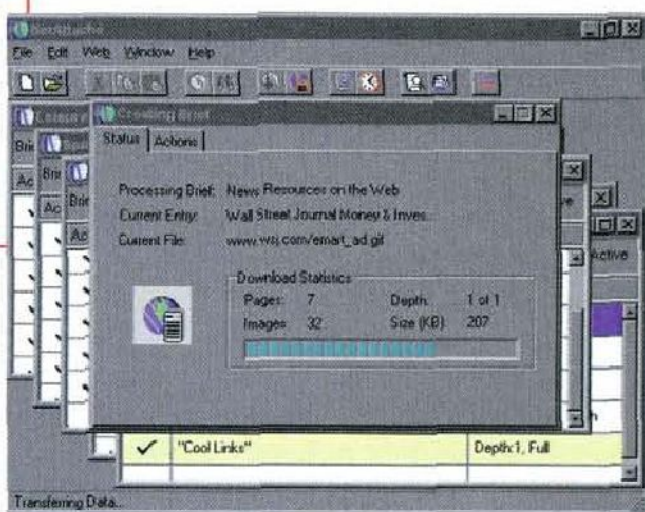 File Edit Web Window Help
Creating Brief
Status Actions
Processing Brief: News Resources on the Web
Current Entry: Wall Street Journal Money & Inves...
Current File: www.wsj.com/emart_ad.gif
Download Statistics
Pages: 7 Depth: 1 of 1
Images: 32 Size (KB) 207
Active
"Cool Links" Depth:1, Full
Transferring Data...